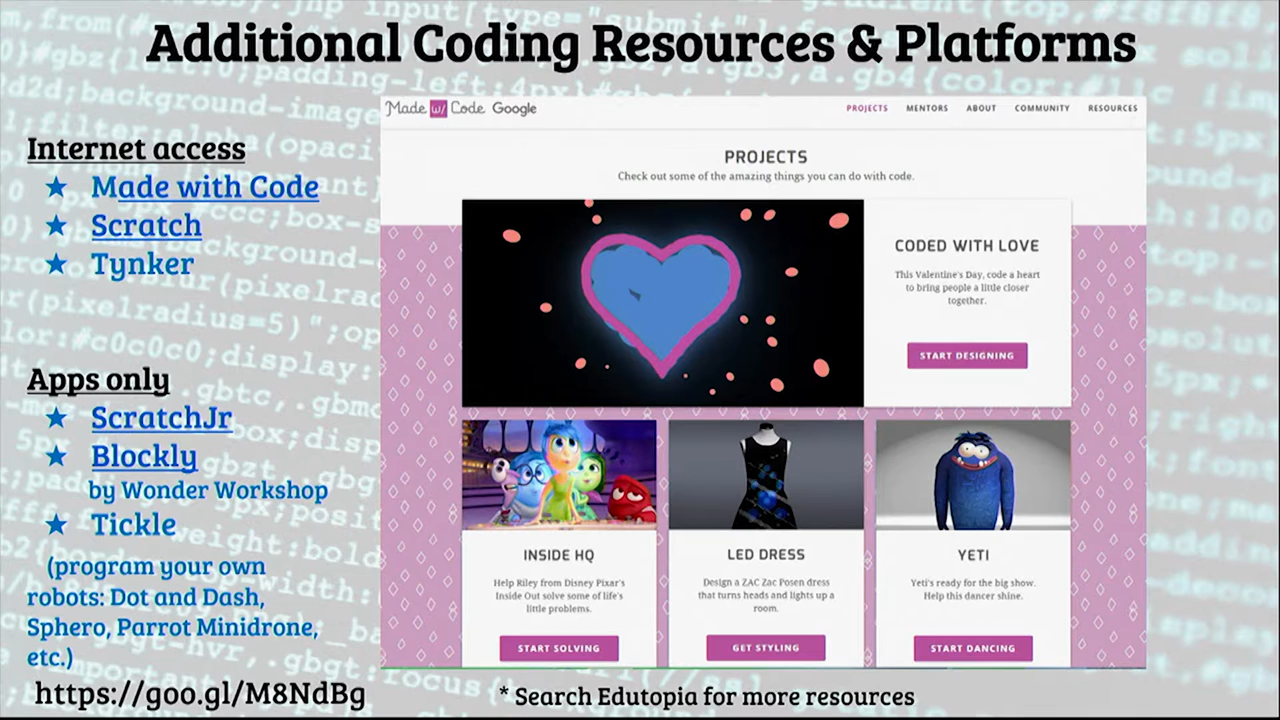 Additional Coding Resources & Platforms
Internet access
★ Made with Code
★ Scratch
★ Tynker
Apps only
★ ScratchJr
★ Blockly
by Wonder Workshop
★ Tickle
(program your own
robots: Dot and Dash,
Sphero, Parrot Minidrone,
etc.)
https://goo.gl/M8NdBg
Made w/ Code Google
PROJECTS MENTORS ABOUT COMMUNITY RESOURCES
PROJECTS
Check out some of the amazing things you can do with code.
CODED WITH LOVE
This Valentine's Day, code a heart
to bring people a little closer
together.
START DESIGNING
INSIDE HQ
Help Riley from Disney Pixar's
Inside Out solve some of life's
little problems.
START SOLVING
LED DRESS
Design a ZAC Zac Posen dress
that turns heads and lights up a
room.
GET STYLING
YETI
Yeti's ready for the big show.
Help this dancer shine.
START DANCING
* Search Edutopia for more resources